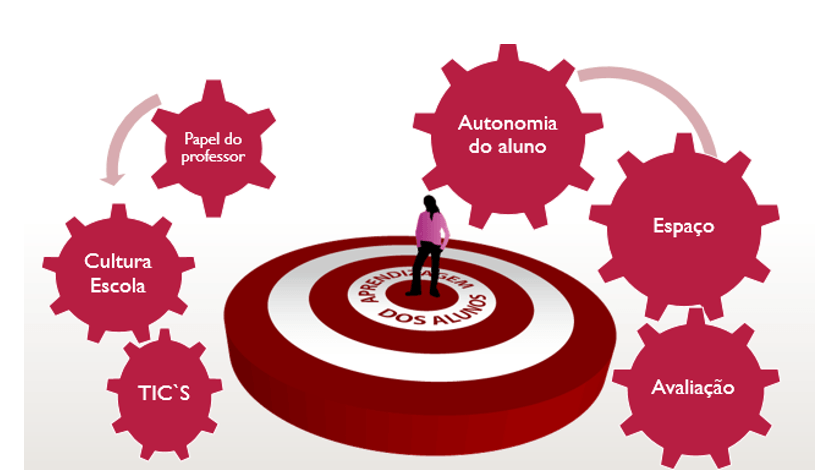 Papel do
professor
Cultura
Escola
TIC`S
Autonomia
do aluno
Espaço
Avaliação
APRENDIZAGEM
DOS ALUNOS